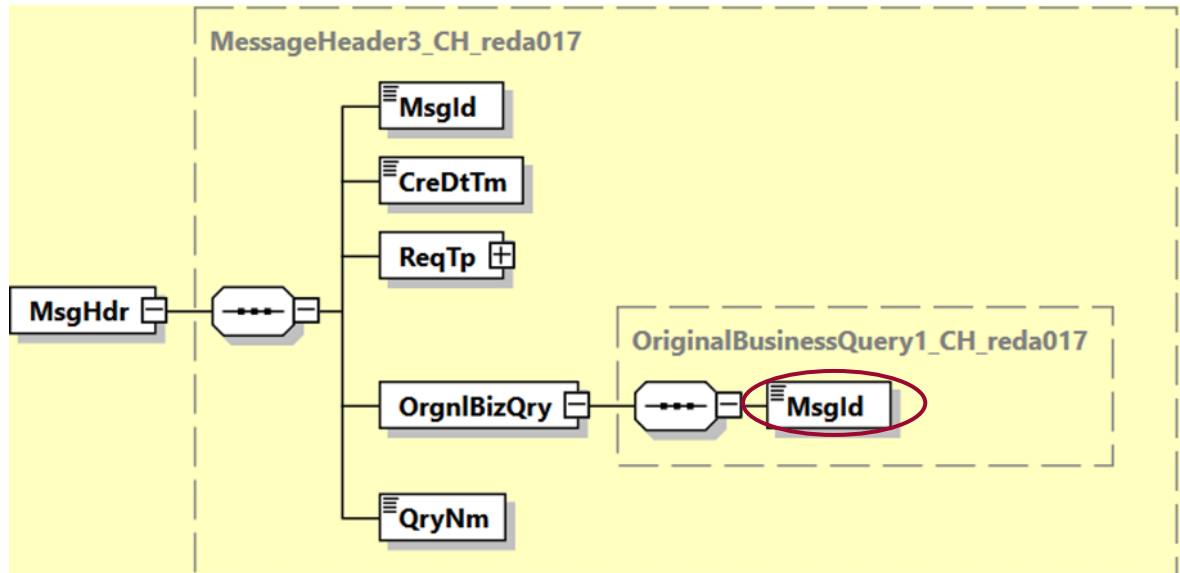 MessageHeader3_CH_reda017
MsgId
CreDtTm
ReqTp
MsgHdr
OriginalBusinessQuery1_CH_reda017
OrgnlBizQry
MsgId
QryNm